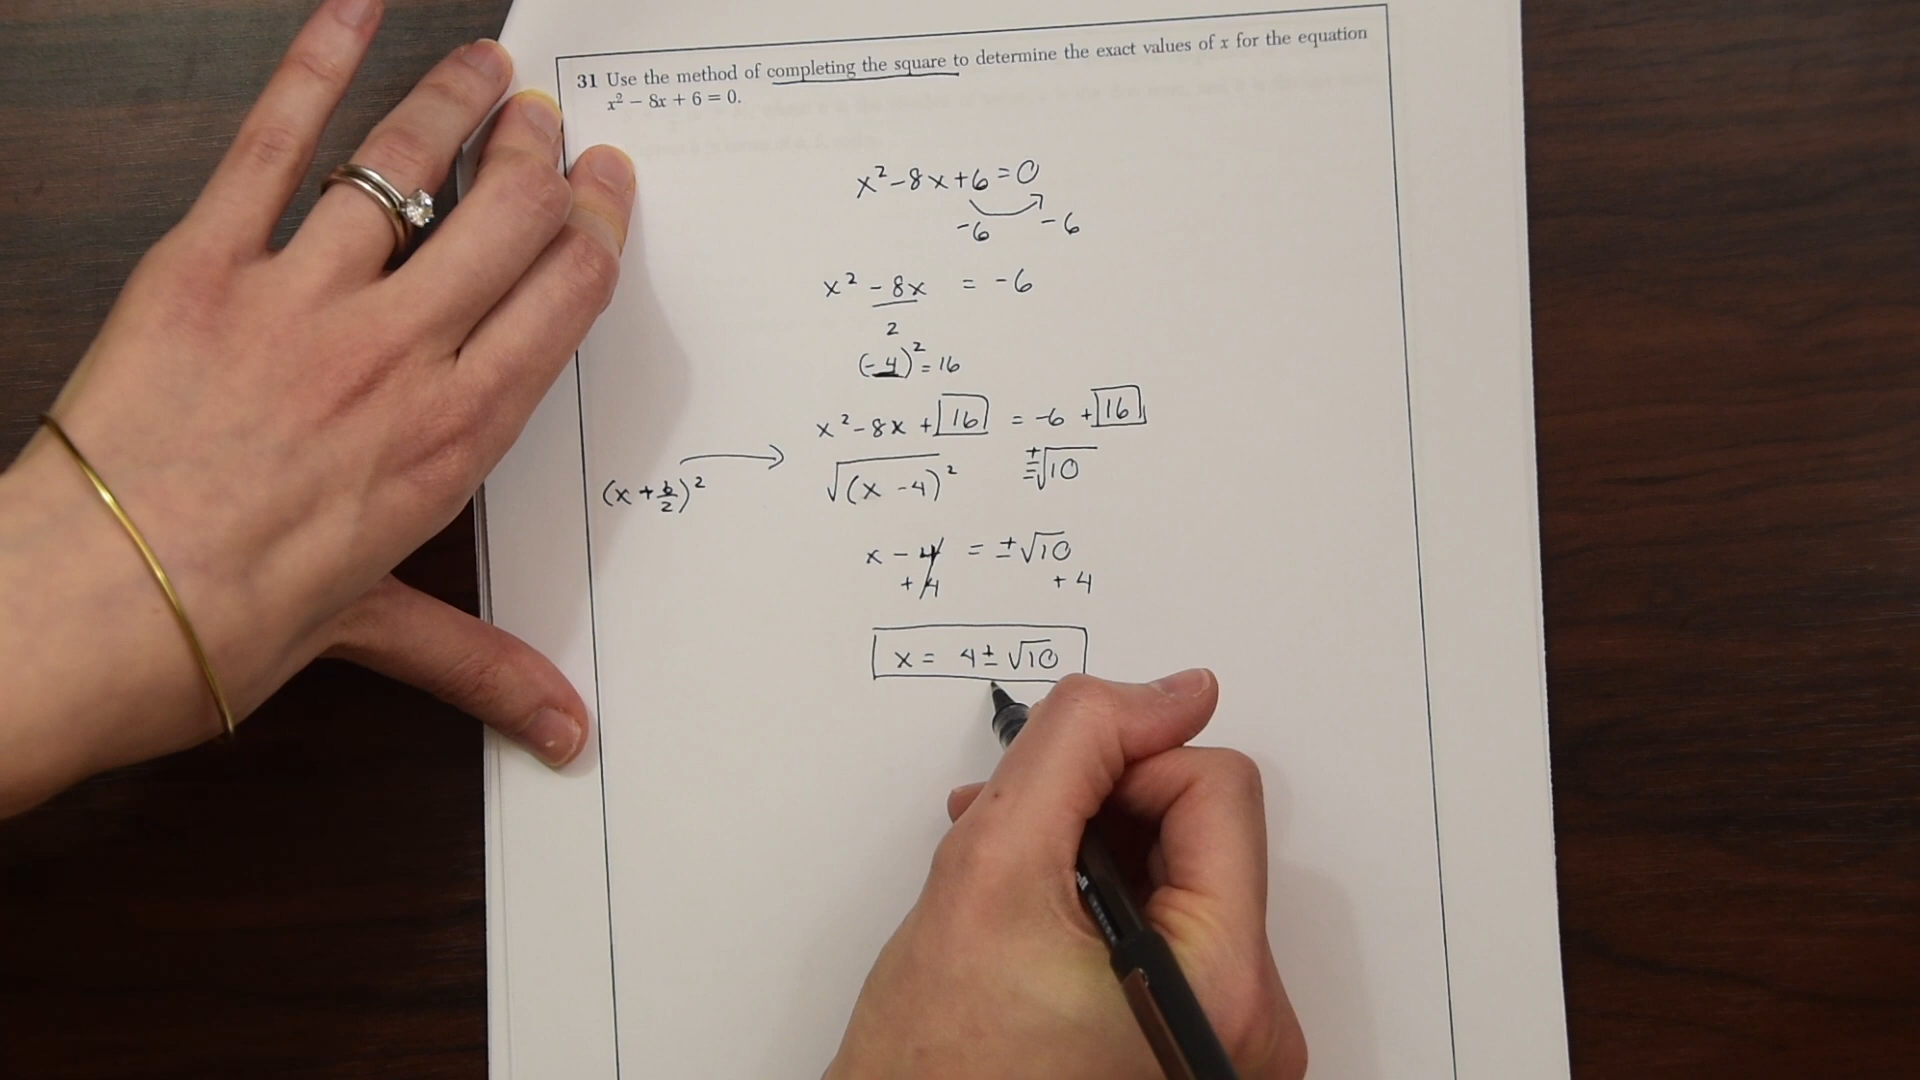 31 Use the method of completing the square to determine the exact values of x for the equation
x² − 8x + 6 = 0.
x² - 8x + 6 = 0
-6 -6
x² - 8x = -6
2
(-4)² = 16
x² - 8x + 16 = -6 + 16
(x + b/2)² → √(x - 4)² = ±√10
x - 4 = ±√10
+4 +4
x = 4 ± √10